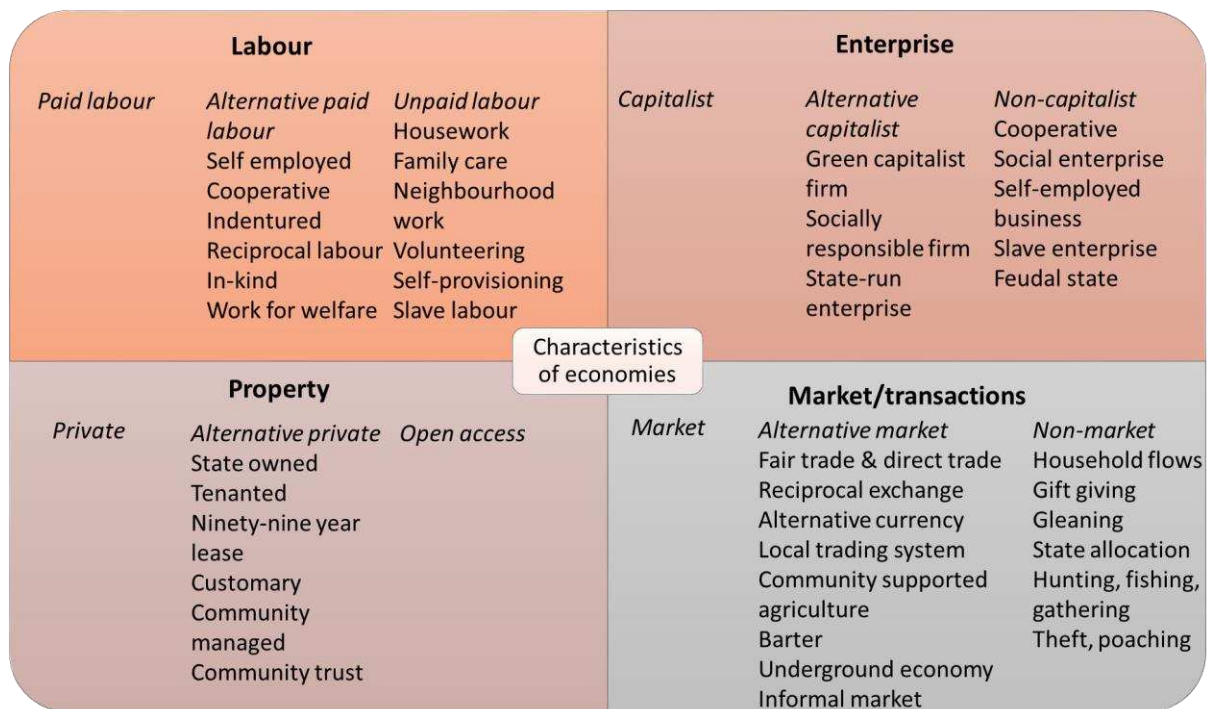 Labour
Paid labour
Alternative paid
labour
Self employed
Cooperative
Indentured
Reciprocal labour
In-kind
Work for welfare
Unpaid labour
Housework
Family care
Neighbourhood
work
Volunteering
Self-provisioning
Slave labour
Enterprise
Capitalist
Alternative
capitalist
Green capitalist
firm
Socially
responsible firm
State-run
enterprise
Non-capitalist
Cooperative
Social enterprise
Self-employed
business
Slave enterprise
Feudal state
Characteristics
of economies
Property
Private
Alternative private
State owned
Tenanted
Ninety-nine year
lease
Customary
Community
managed
Community trust
Open access
Market/transactions
Market
Alternative market
Fair trade & direct trade
Reciprocal exchange
Alternative currency
Local trading system
Community supported
agriculture
Barter
Underground economy
Informal market
Non-market
Household flows
Gift giving
Gleaning
State allocation
Hunting, fishing,
gathering
Theft, poaching